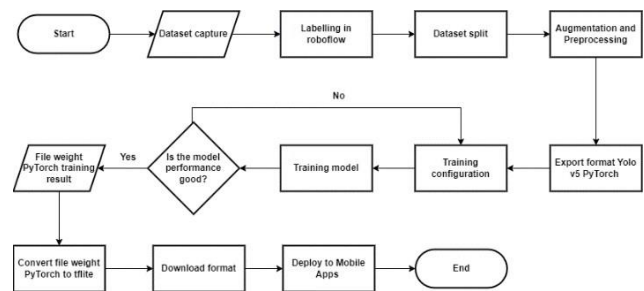 Start
Dataset capture
Labelling in
roboflow
Dataset split
Augmentation and
Preprocessing
No
File weight
PyTorch training
result
Yes
Is the model
performance
good?
Training model
Training
configuration
Export format Yolo
v5 PyTorch
Convert file weight
PyTorch to tflite
Download format
Deploy to Mobile
Apps
End